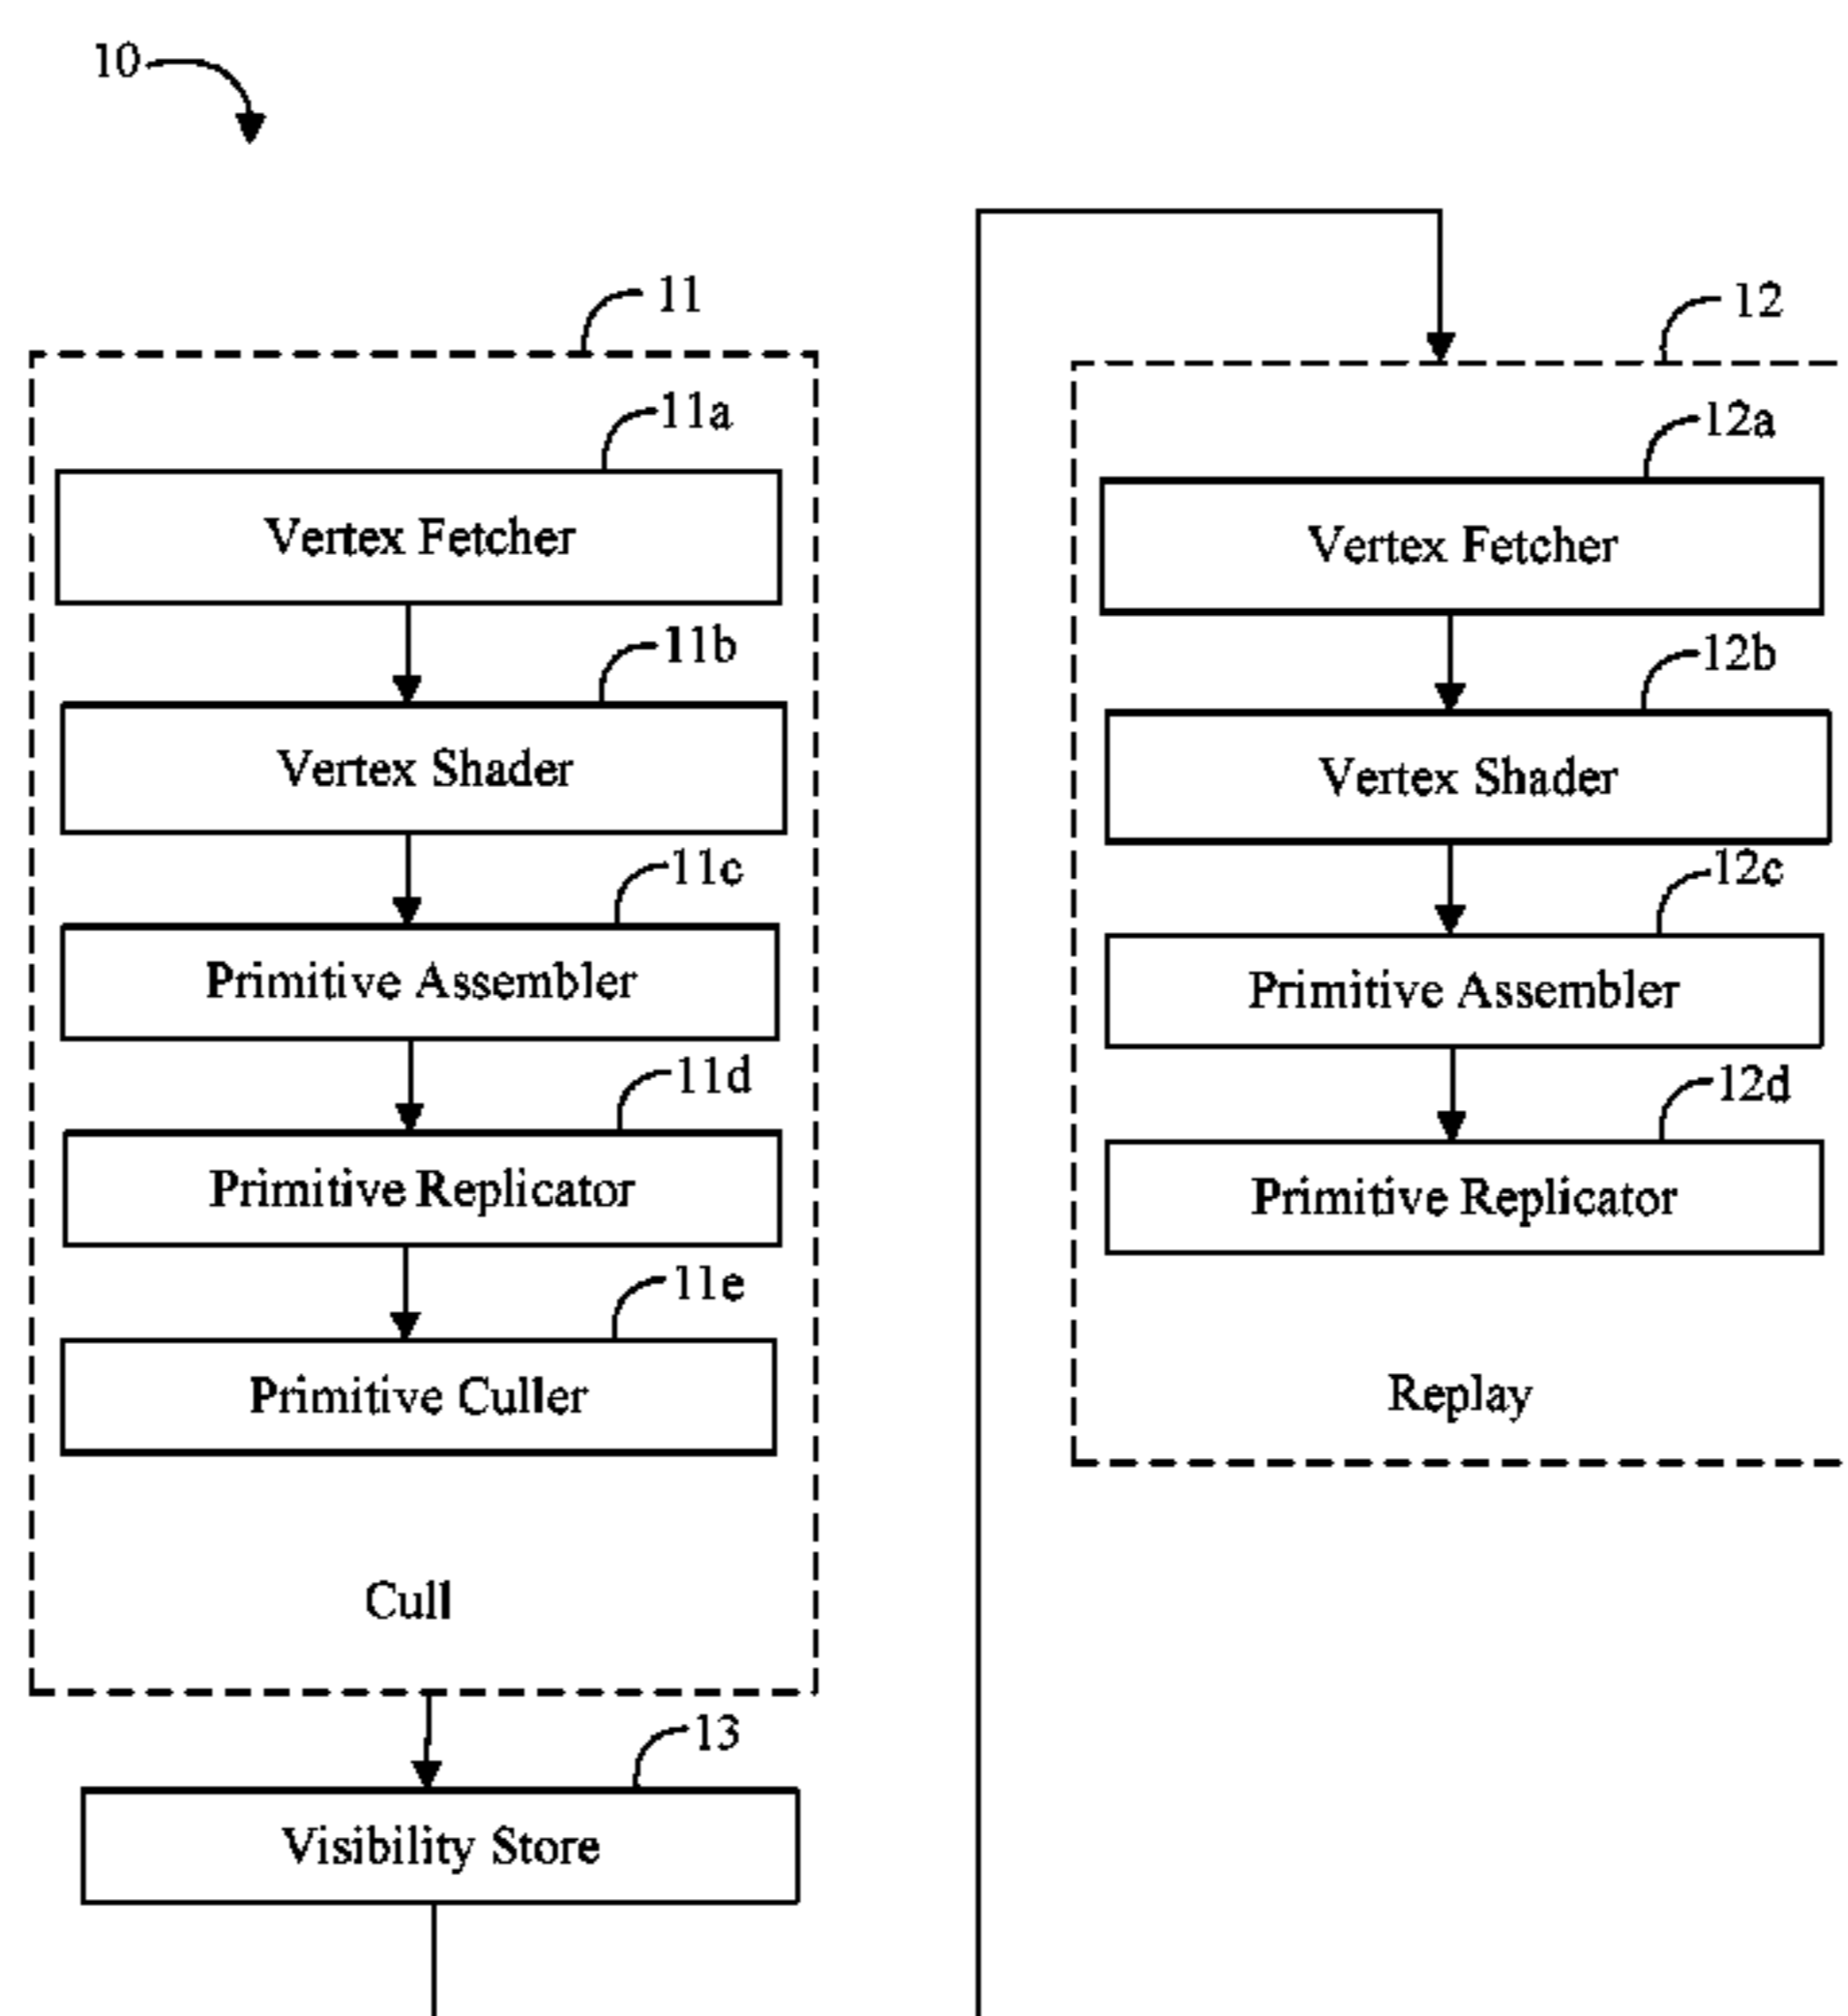 10
11
11a
Vertex Fetcher
11b
Vertex Shader
11c
Primitive Assembler
11d
Primitive Replicator
11e
Primitive Culler
Cull
13
Visibility Store
12
12a
Vertex Fetcher
12b
Vertex Shader
12c
Primitive Assembler
12d
Primitive Replicator
Replay